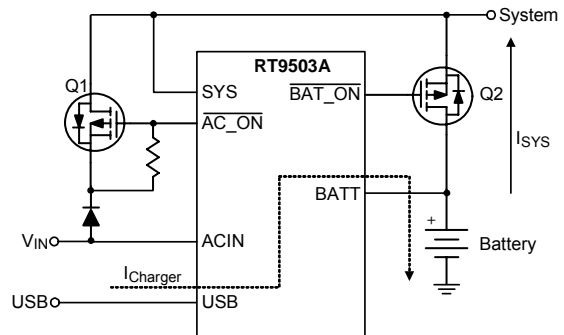 System
RT9503A
Q1
SYS
BAT_ON
Q2
AC_ON
ISYS
BATT
+
VIN
ACIN
Battery
ICharger
USB
USB